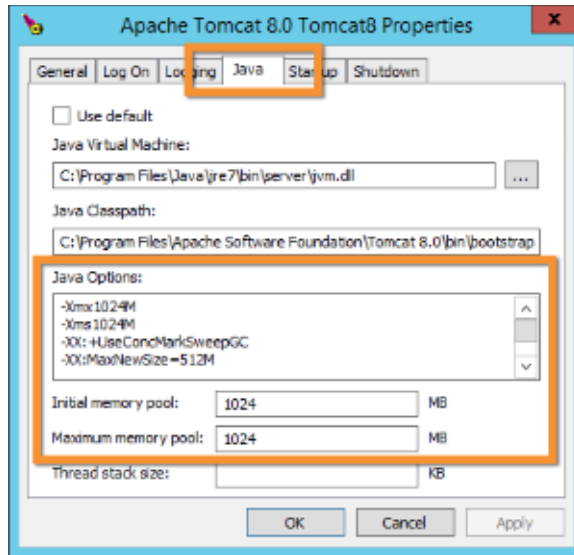 Apache Tomcat 8.0 Tomcat8 Properties
x
General Log On Logging Java Startup Shutdown
Use default
Java Virtual Machine:
C:\Program Files\Java\jre7\bin\server\jvm.dll ...
Java Classpath:
C:\Program Files\Apache Software Foundation\Tomcat 8.0\bin\bootstrap
Java Options:
-Xmx1024M
-Xms1024M
-XX: +UseConcMarkSweepGC
-XX:MaxNewSize=512M
Initial memory pool: 1024 MB
Maximum memory pool: 1024 MB
Thread stack size: KB
OK Cancel Apply